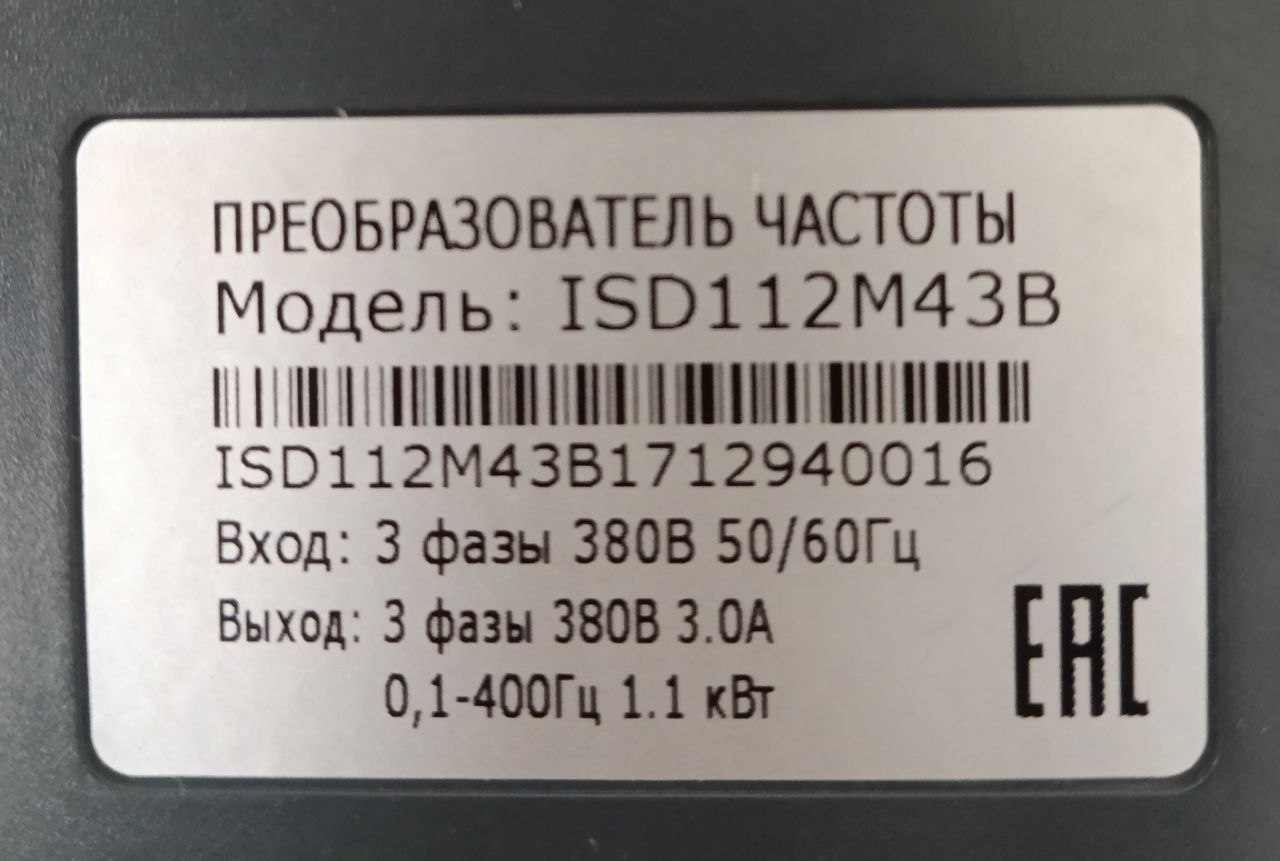 ПРЕОБРАЗОВАТЕЛЬ ЧАСТОТЫ
Модель: ISD112M43B
ISD112M43B1712940016
Вход: 3 фазы 380В 50/60Гц
Выход: 3 фазы 380В 3.0А
0,1-400Гц 1.1 кВт
EAC